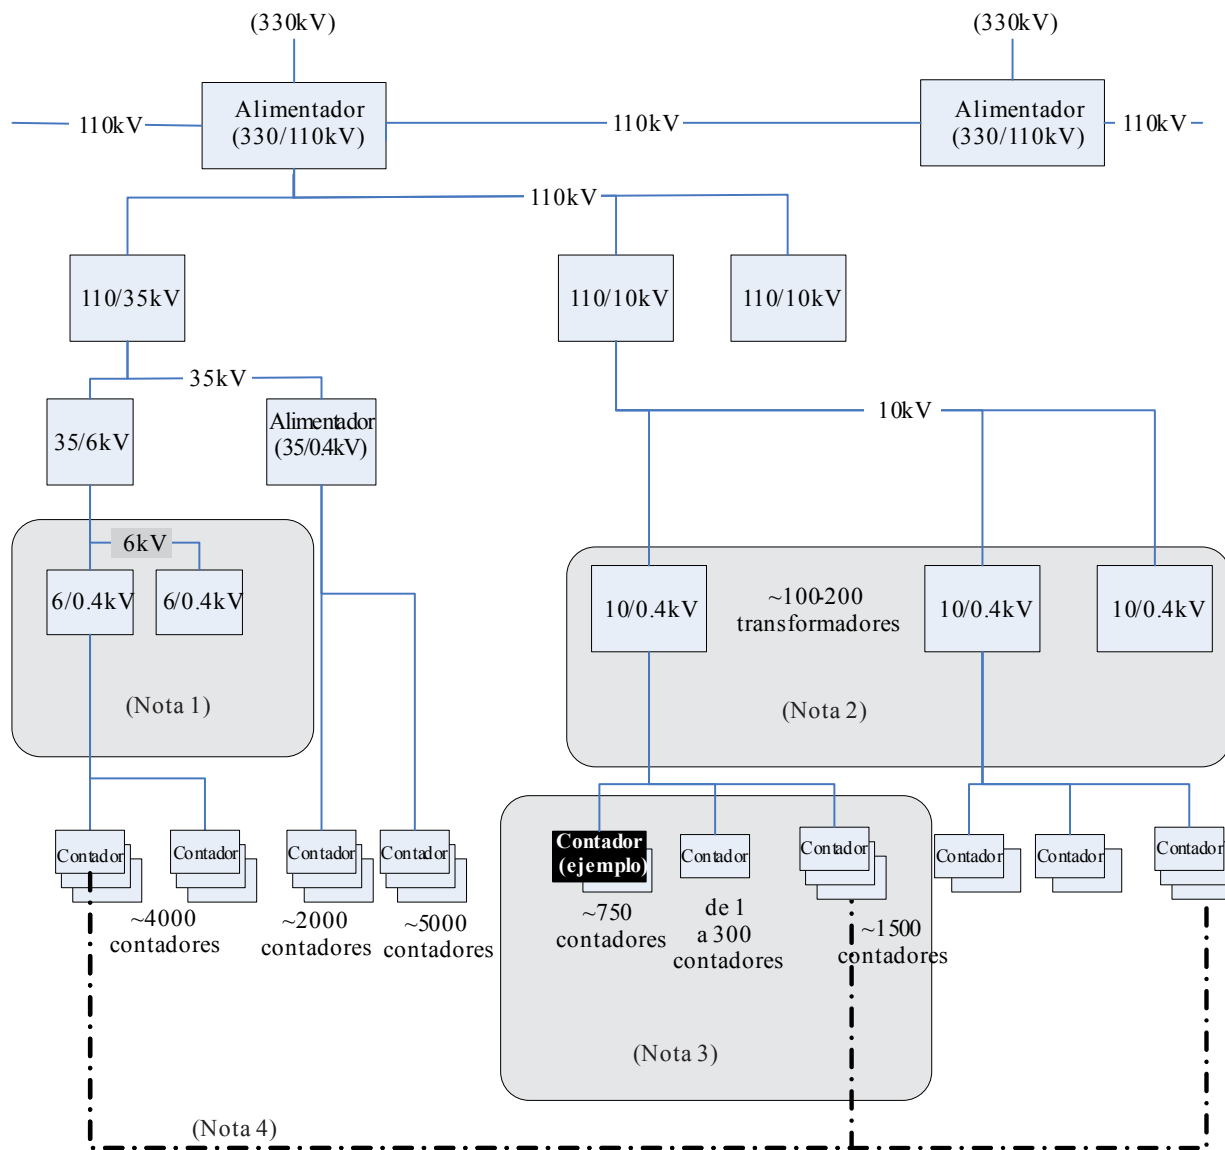 (330kV)
(330kV)
Alimentador
(330/110kV)
Alimentador
(330/110kV)
110kV
110kV
110kV
110kV
110/35kV
110/10kV
110/10kV
35kV
10kV
35/6kV
Alimentador
(35/0.4kV)
6kV
6/0.4kV
6/0.4kV
10/0.4kV
~100-200
transformadores
10/0.4kV
10/0.4kV
(Nota 1)
(Nota 2)
Contador
Contador
Contador
Contador
Contador
(ejemplo)
Contador
Contador
Contador
Contador
Contador
~4000
contadores
~2000
contadores
~5000
contadores
~750
contadores
de 1
a 300
contadores
~1500
contadores
(Nota 3)
(Nota 4)